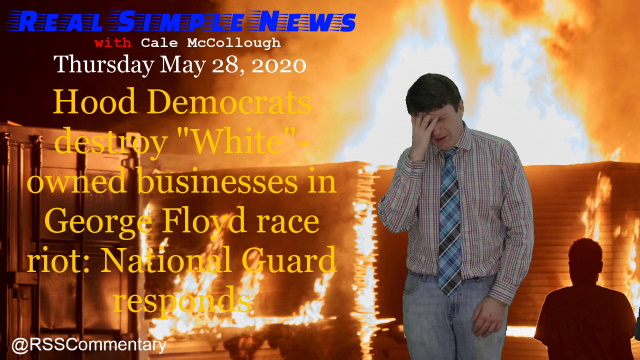 Real Simple News
with Cale McCollough
Thursday May 28, 2020
Hood Democrats
destroy "White"-
owned businesses in
George Floyd race
riot: National Guard
responds
@RSSCommentary